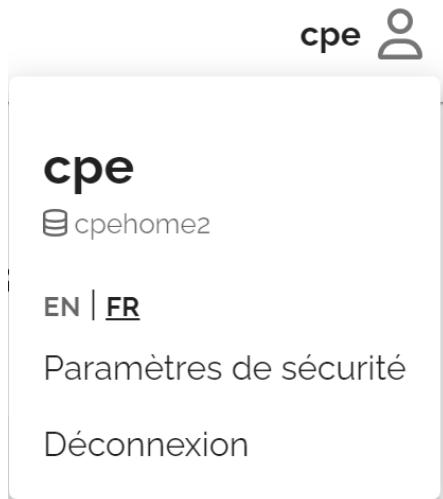 cpe
cpe
cpehome2
EN | FR
Paramètres de sécurité
Déconnexion